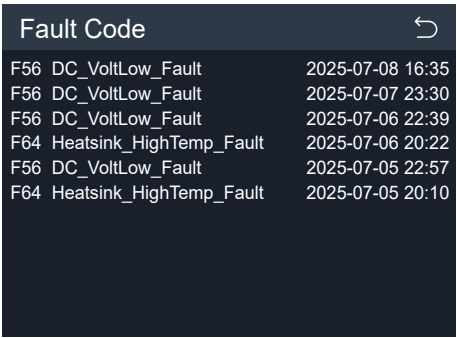 Fault Code
F56 DC_VoltLow_Fault 2025-07-08 16:35
F56 DC_VoltLow_Fault 2025-07-07 23:30
F56 DC_VoltLow_Fault 2025-07-06 22:39
F64 Heatsink_HighTemp_Fault 2025-07-06 20:22
F56 DC_VoltLow_Fault 2025-07-05 22:57
F64 Heatsink_HighTemp_Fault 2025-07-05 20:10